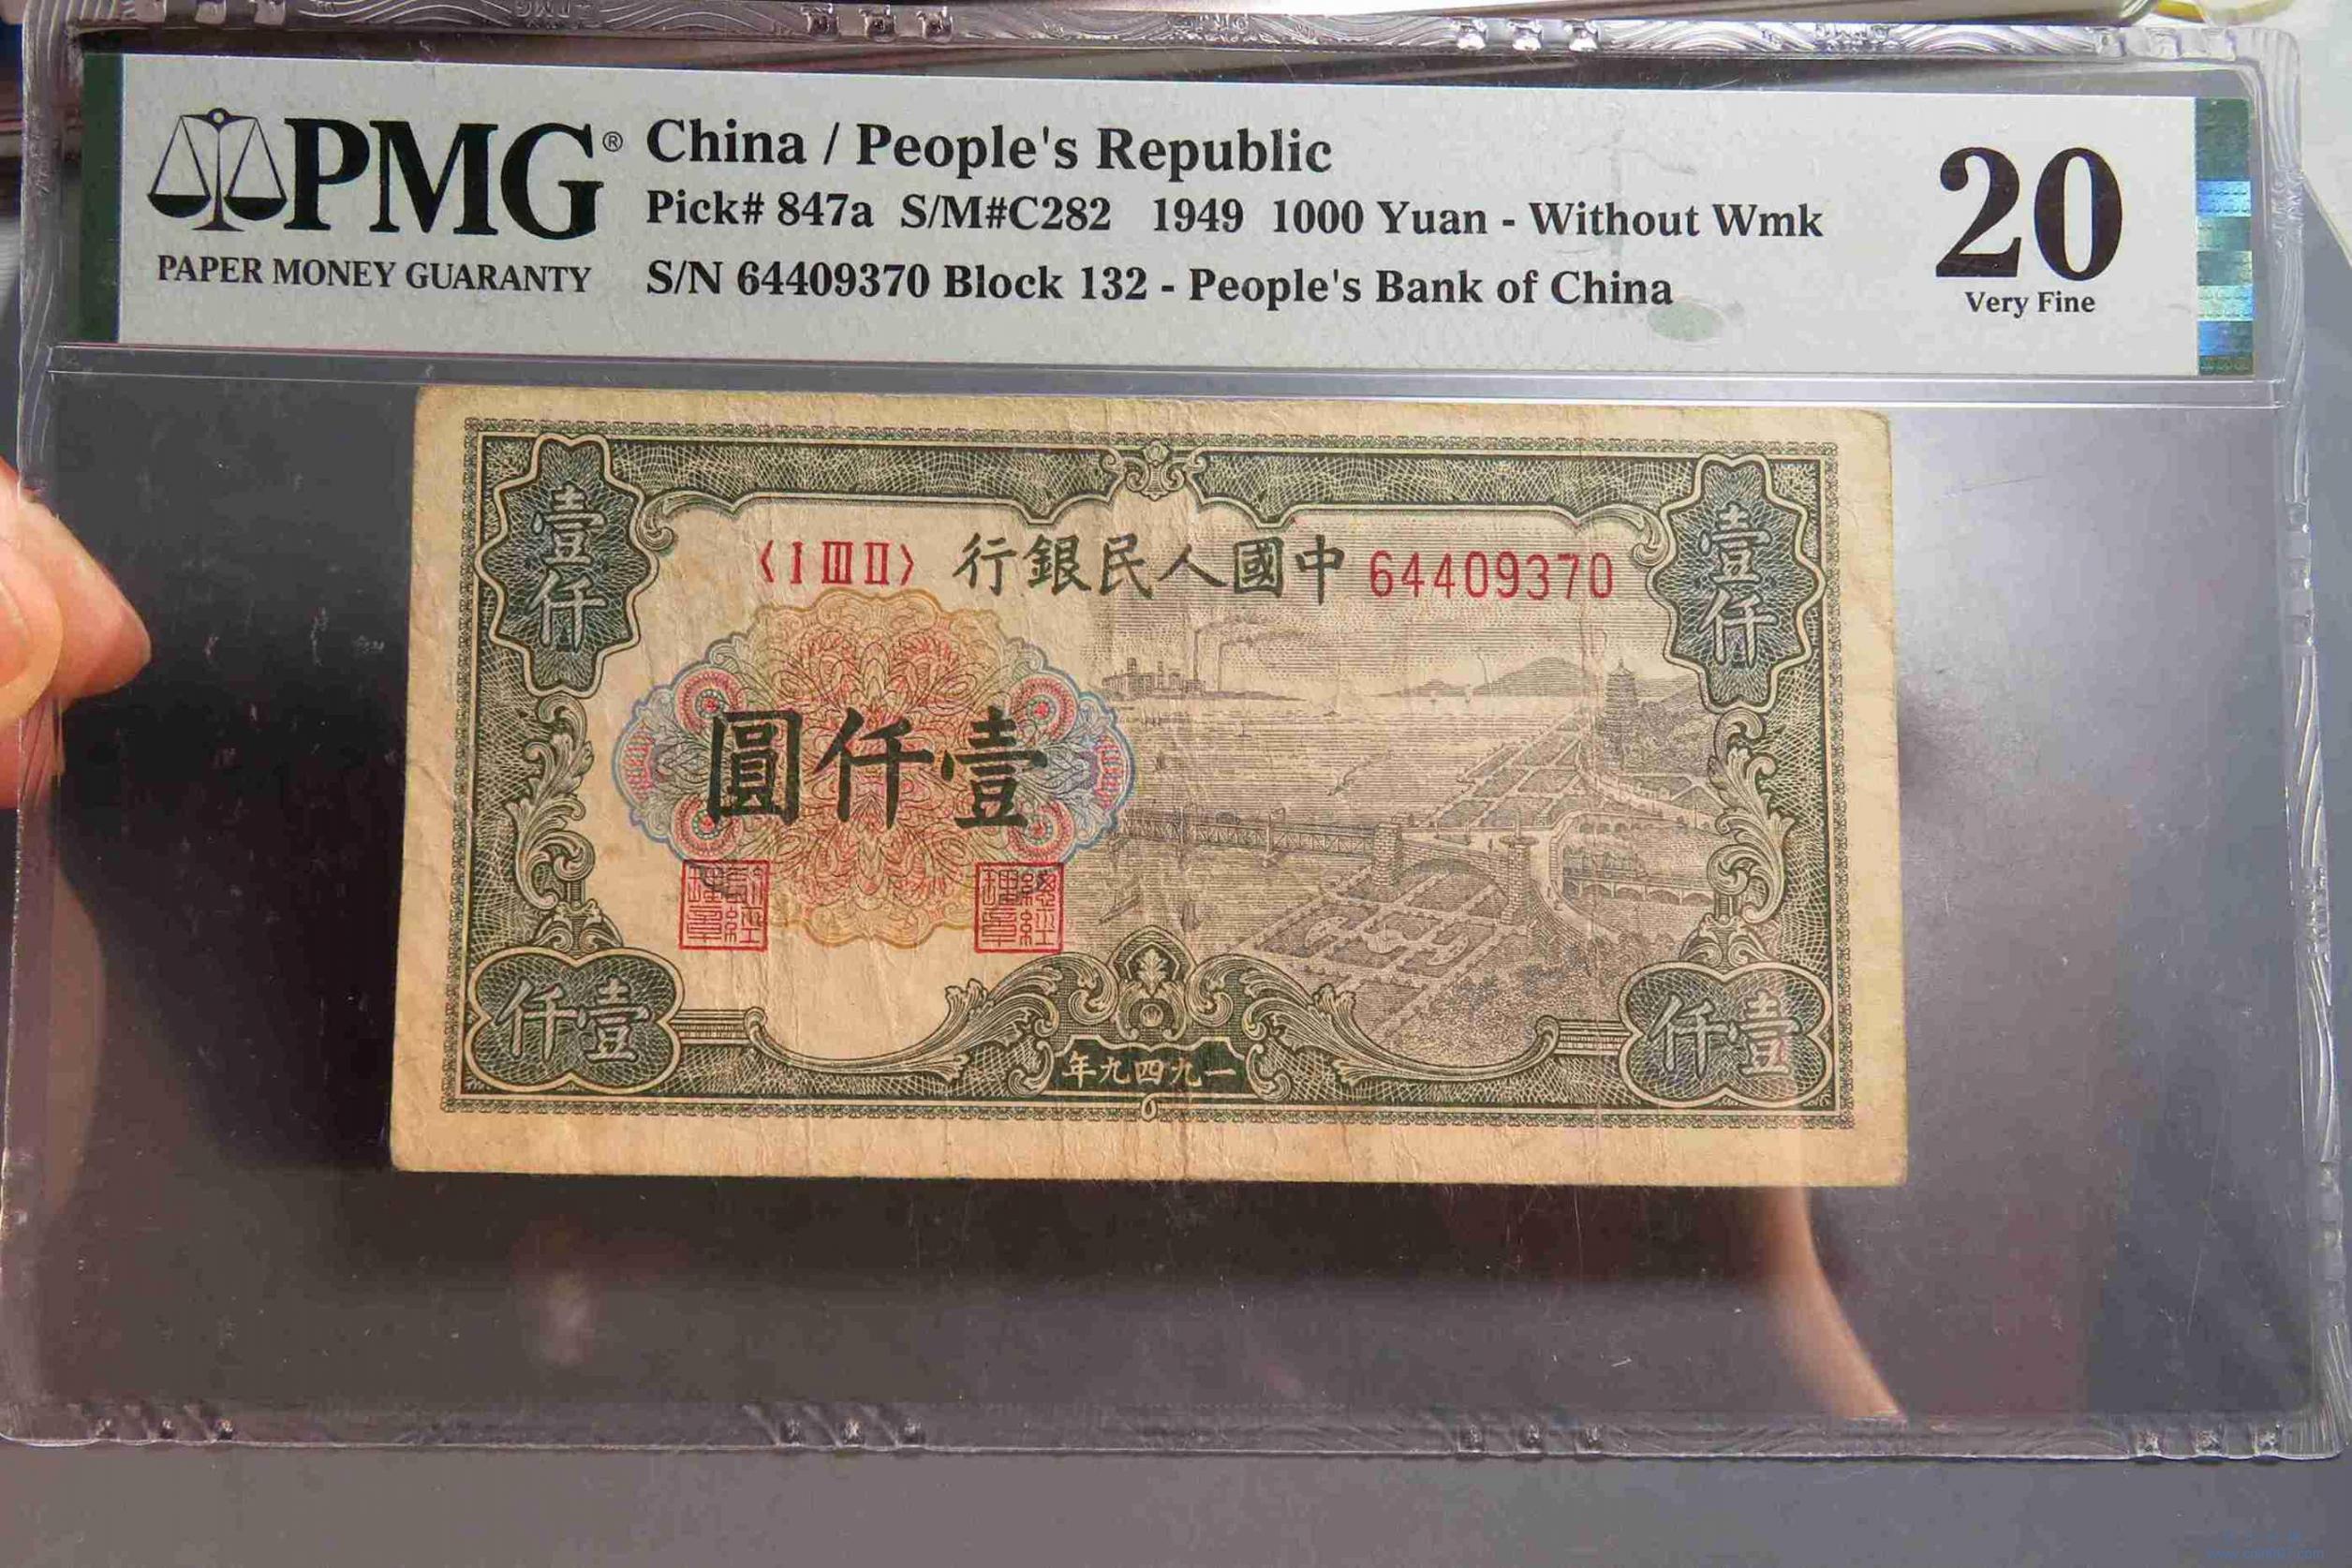 PMG®
PAPER MONEY GUARANTY
China / People's Republic
Pick# 847a S/M#C282 1949 1000 Yuan - Without Wmk
S/N 64409370 Block 132 - People's Bank of China
20
Very Fine
壹仟
壹仟
〈I III II〉 行銀民人國中 64409370
圓仟壹
仟壹
仟壹
年九四九一